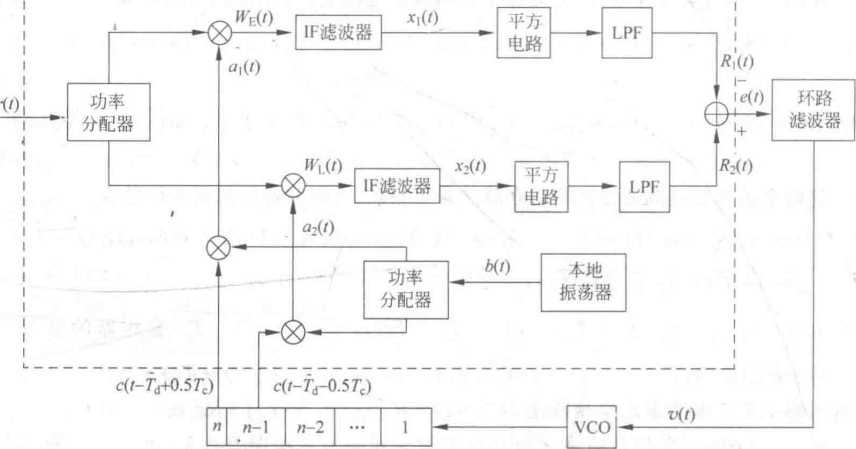 W_E(t)
IF滤波器
x_1(t)
平方
电路
LPF
R_1(t)
a_1(t)
r(t)
功率
分配器
−
e(t)
+
环路
滤波器
W_L(t)
IF滤波器
x_2(t)
平方
电路
LPF
R_2(t)
a_2(t)
功率
分配器
b(t)
本地
振荡器
c(t−T̂_d+0.5T_c)
c(t−T̂_d−0.5T_c)
n n−1 n−2 ⋯ 1
VCO
v(t)